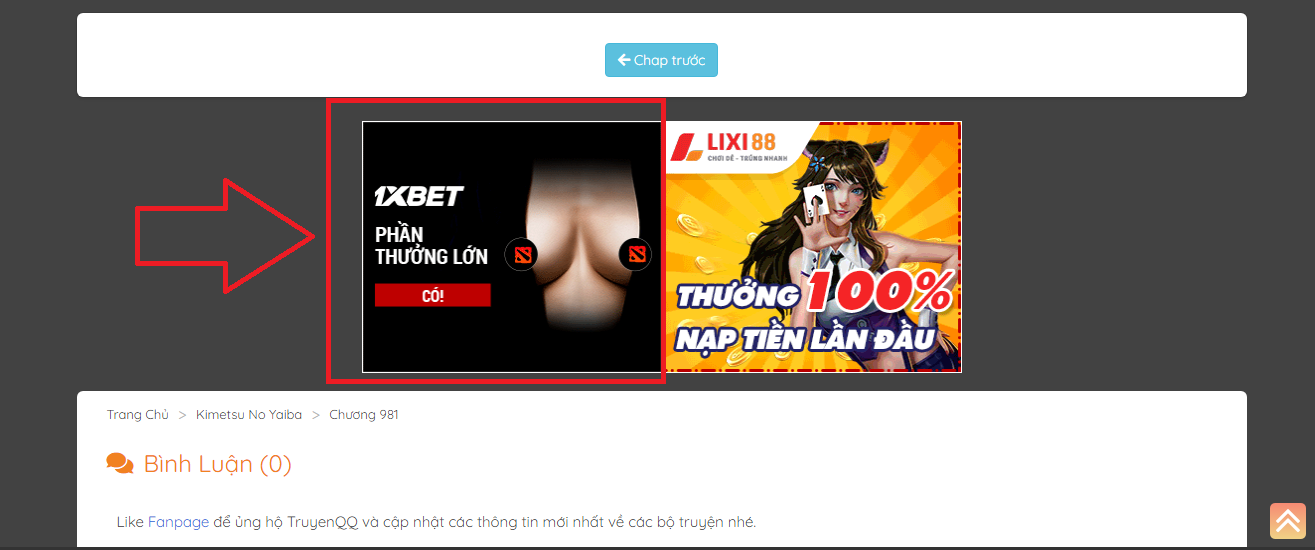 Chap trước
1XBET
PHẦN
THƯỞNG LỚN
CÓ!
LIXI 88
CHƠI DỄ - TRÚNG NHANH
THƯỞNG 100%
NẠP TIỀN LẦN ĐẦU
Trang Chủ > Kimetsu No Yaiba > Chương 981
Bình Luận (0)
Like Fanpage để ủng hộ TruyenQQ và cập nhật các thông tin mới nhất về các bộ truyện nhé.